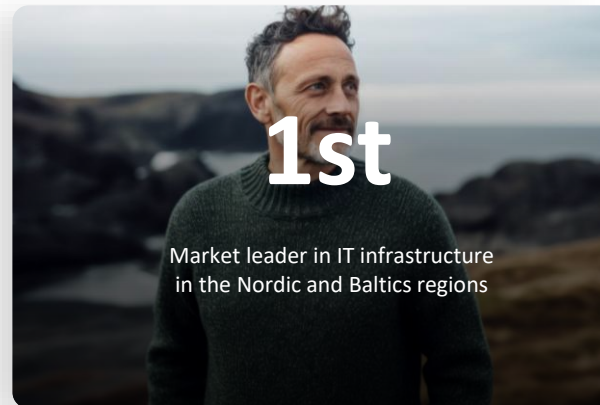 1st
Market leader in IT infrastructure
in the Nordic and Baltics regions